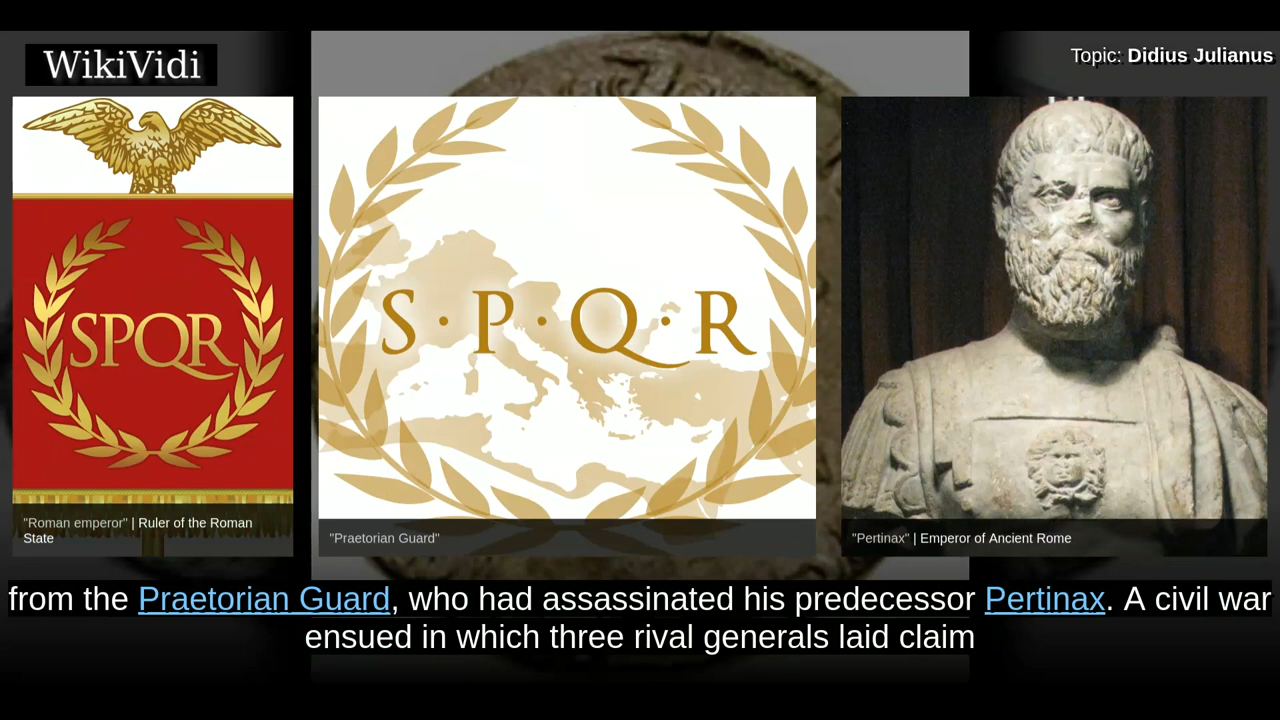 WikiVidi
Topic: Didius Julianus
SPQR
S·P·Q·R
"Roman emperor" | Ruler of the Roman
State
"Praetorian Guard"
"Pertinax" | Emperor of Ancient Rome
from the Praetorian Guard, who had assassinated his predecessor Pertinax. A civil war
ensued in which three rival generals laid claim